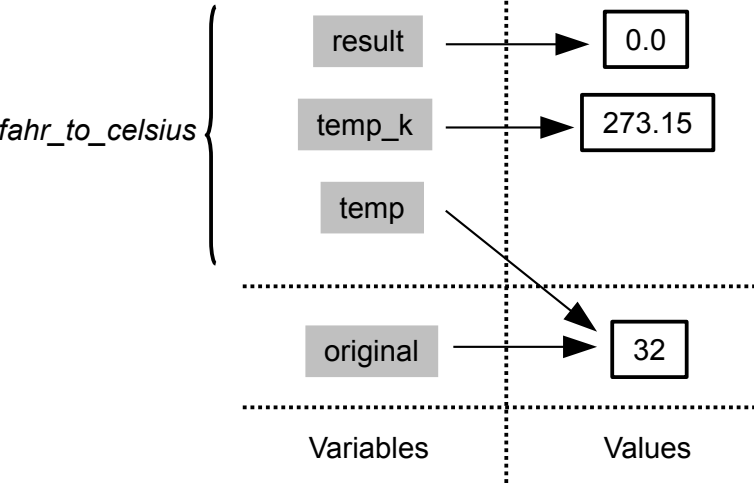 result
0.0
fahr_to_celsius
temp_k
273.15
temp
original
32
Variables
Values